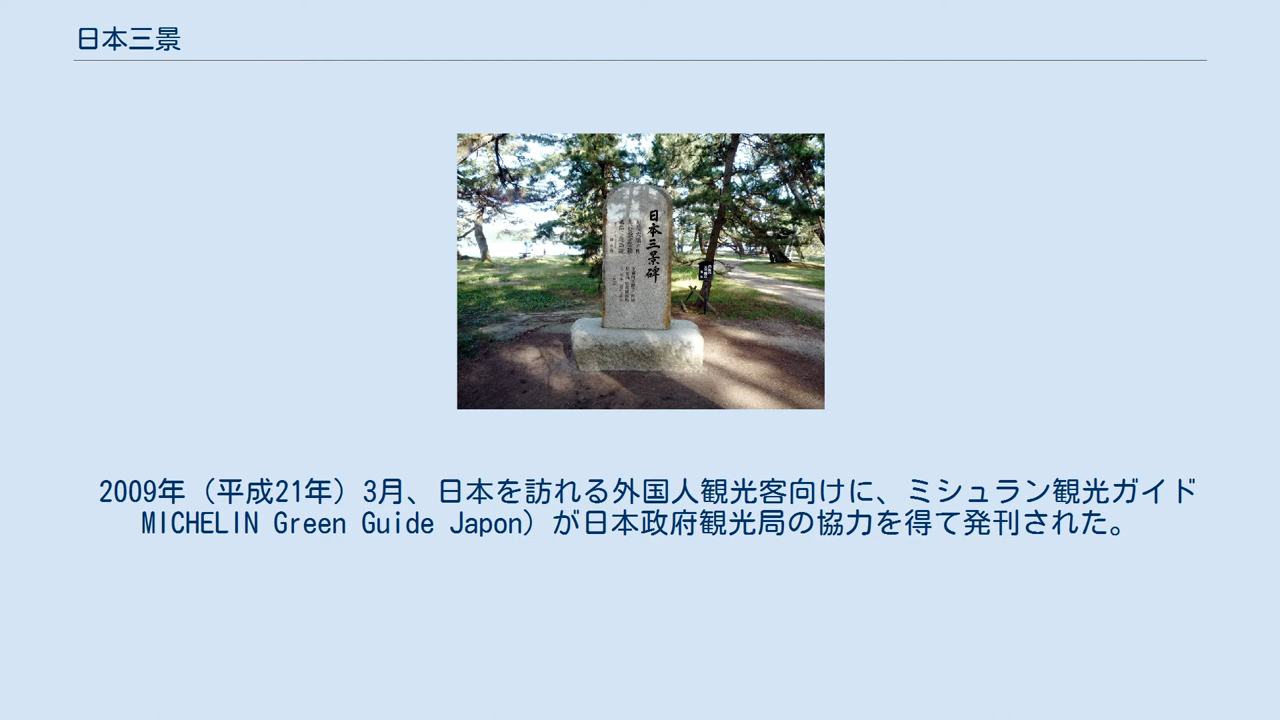 日本三景
日本三景碑
2009年（平成21年）3月、日本を訪れる外国人観光客向けに、ミシュラン観光ガイド
MICHELIN Green Guide Japon）が日本政府観光局の協力を得て発刊された。